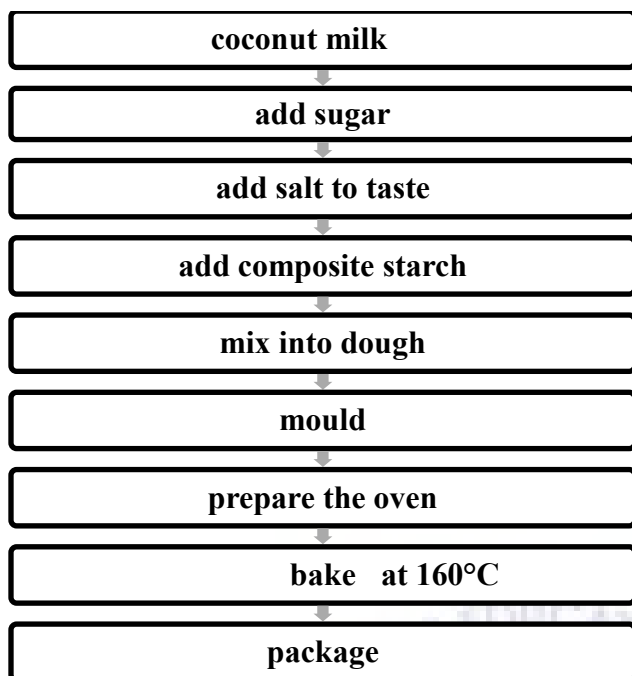 coconut milk
add sugar
add salt to taste
add composite starch
mix into dough
mould
prepare the oven
bake at 160°C
package